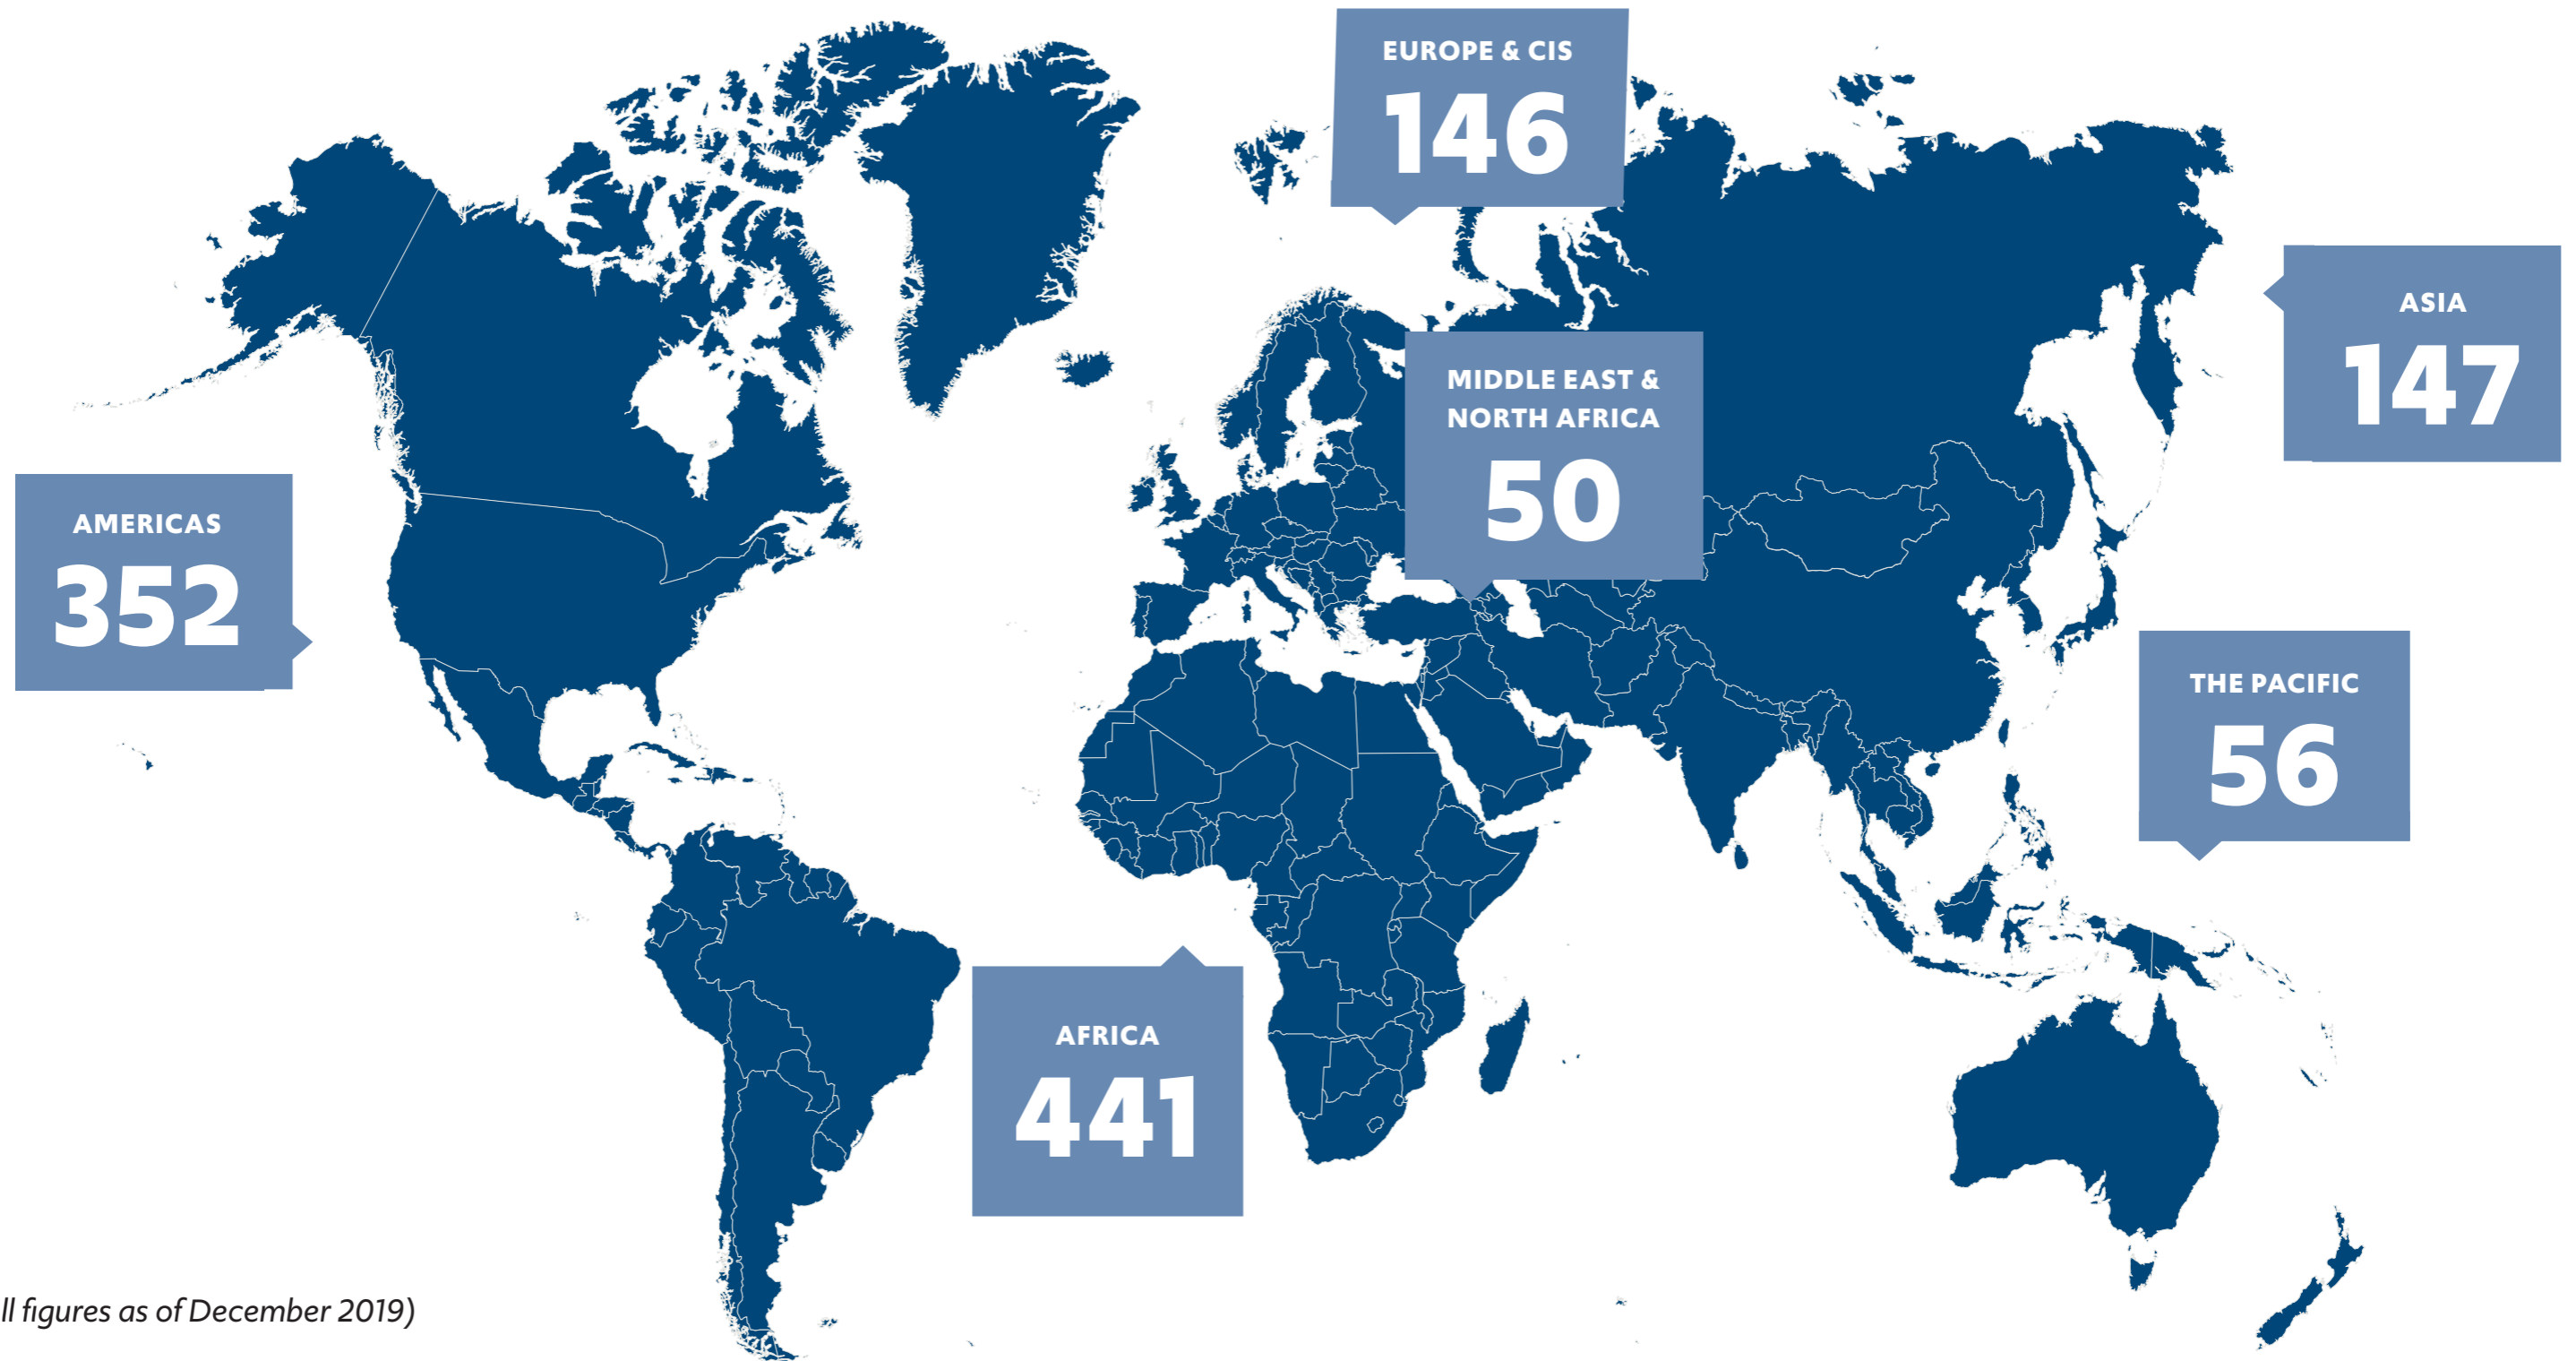 EUROPE & CIS
146
ASIA
147
MIDDLE EAST &
NORTH AFRICA
50
AMERICAS
352
THE PACIFIC
56
AFRICA
441
ll figures as of December 2019)